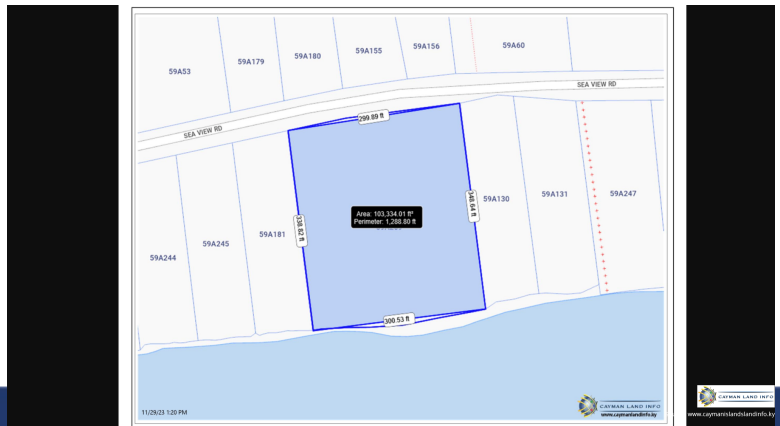 59A53
59A179
59A180
59A155
59A156
59A60
SEA VIEW RD
SEA VIEW RD
299.89 ft
338.82 ft
348.64 ft
300.53 ft
Area: 103,334.01 ft²
Perimeter: 1,288.80 ft
59A244
59A245
59A181
59A130
59A131
59A247
11/29/23 1:20 PM
CAYMAN LAND INFO
www.caymanlandinfo.ky
CAYMAN LAND INFO
www.caymanislandslandinfo.ky